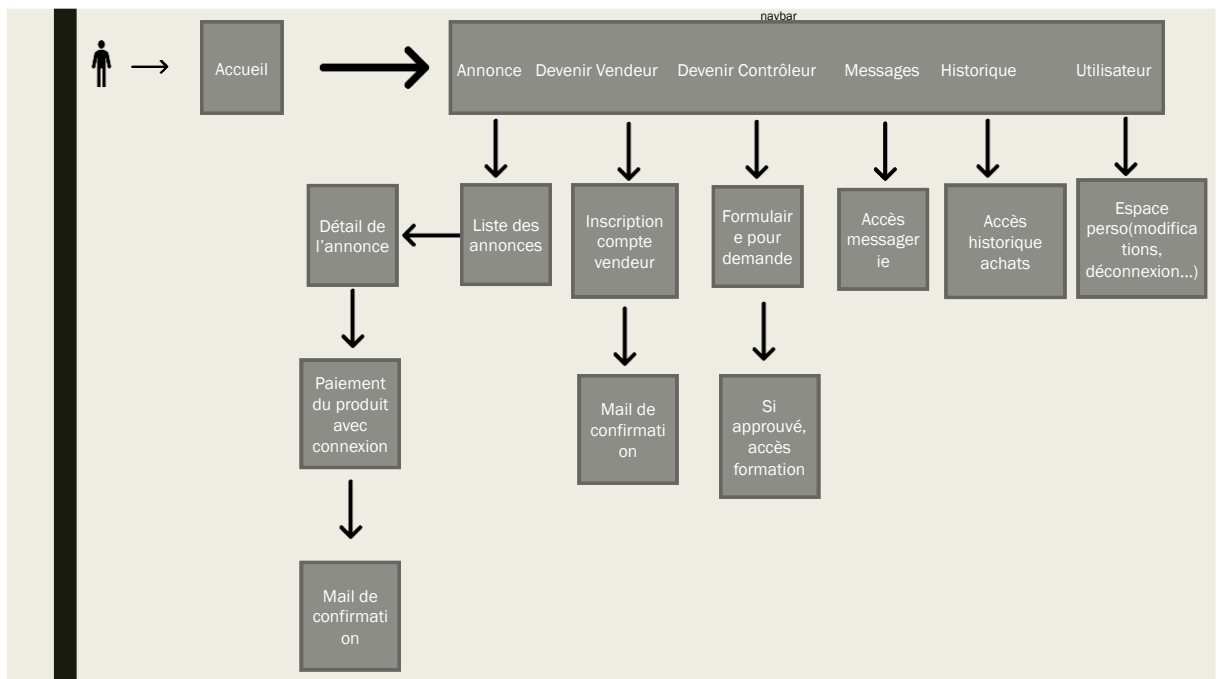 navbar
Accueil
Annonce Devenir Vendeur Devenir Contrôleur Messages Historique Utilisateur
Détail de
l'annonce
Liste des
annonces
Inscription
compte
vendeur
Formulair
e pour
demande
Accès
messager
ie
Accès
historique
achats
Espace
perso(modifica
tions,
déconnexion...)
Paiement
du produit
avec
connexion
Mail de
confirmati
on
Si
approuvé,
accès
formation
Mail de
confirmati
on